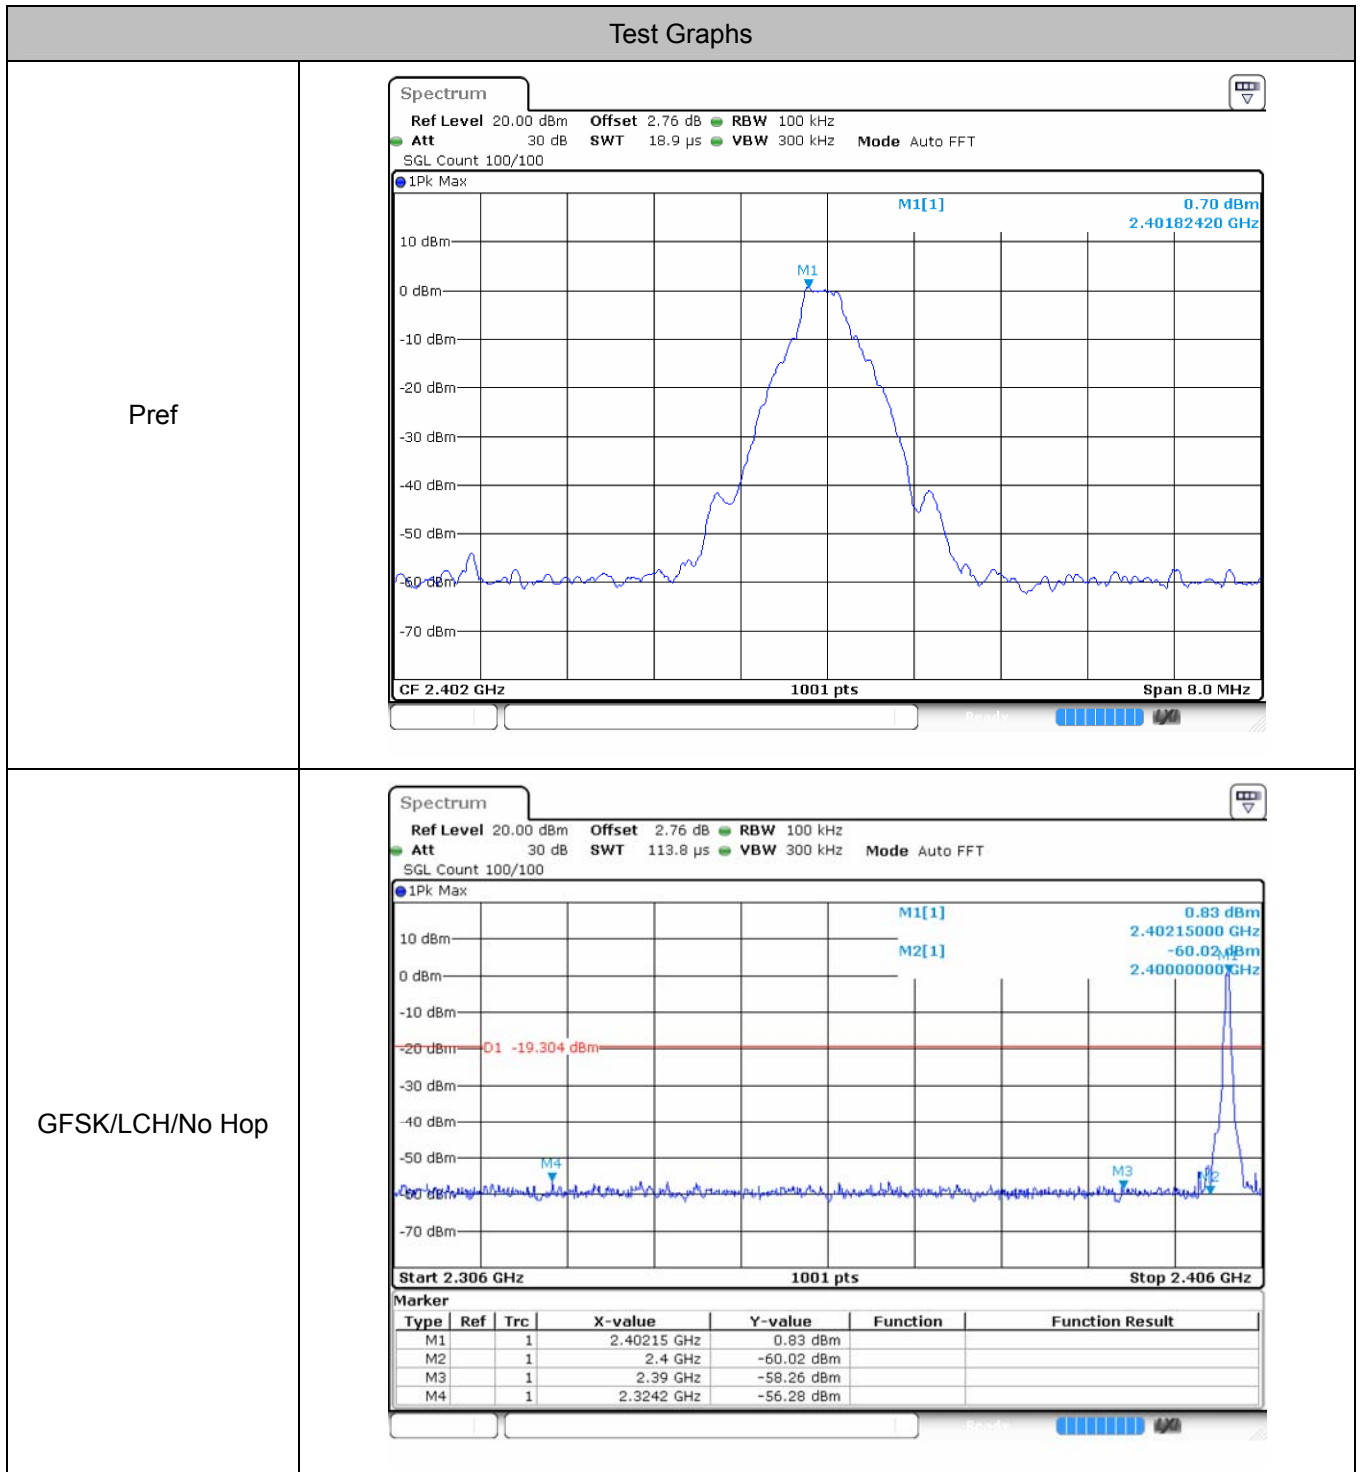 Test Graphs
Pref
Spectrum
Ref Level 20.00 dBm Offset 2.76 dB RBW 100 kHz
Att 30 dB SWT 18.9 µs VBW 300 kHz Mode Auto FFT
SGL Count 100/100
1Pk Max
M1[1] 0.70 dBm
2.40182420 GHz
10 dBm
M1
0 dBm
-10 dBm
-20 dBm
-30 dBm
-40 dBm
-50 dBm
-60 dBm
-70 dBm
CF 2.402 GHz 1001 pts Span 8.0 MHz
Ready
GFSK/LCH/No Hop
Spectrum
Ref Level 20.00 dBm Offset 2.76 dB RBW 100 kHz
Att 30 dB SWT 113.8 µs VBW 300 kHz Mode Auto FFT
SGL Count 100/100
1Pk Max
M1[1] 0.83 dBm
2.40215000 GHz
10 dBm
M2[1] -60.02 dBm
M1
2.40000000 GHz
0 dBm
-10 dBm
-20 dBm D1 -19.304 dBm
-30 dBm
-40 dBm
-50 dBm
M4 M3 M2
-60 dBm
-70 dBm
Start 2.306 GHz 1001 pts Stop 2.406 GHz
Marker
Type Ref Trc X-value Y-value Function Function Result
M1 1 2.40215 GHz 0.83 dBm
M2 1 2.4 GHz -60.02 dBm
M3 1 2.39 GHz -58.26 dBm
M4 1 2.3242 GHz -56.28 dBm
Ready